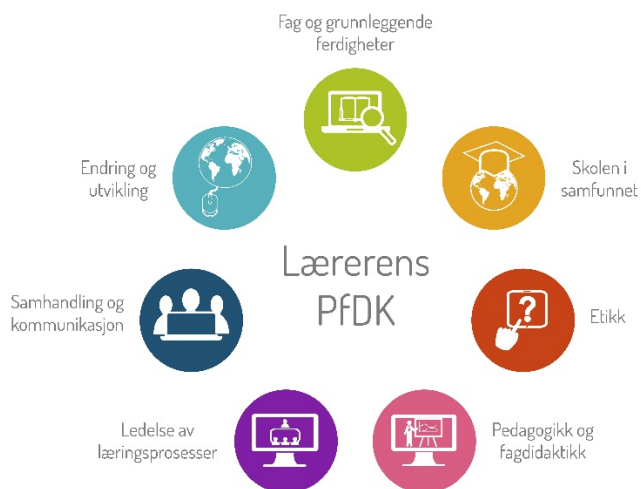 Fag og grunnleggende
ferdigheter
Endring og
utvikling
Skolen i
samfunnet
Lærerens
PfDK
Samhandling og
kommunikasjon
?
Etikk
Ledelse av
læringsprosesser
Pedagogikk og
fagdidaktikk